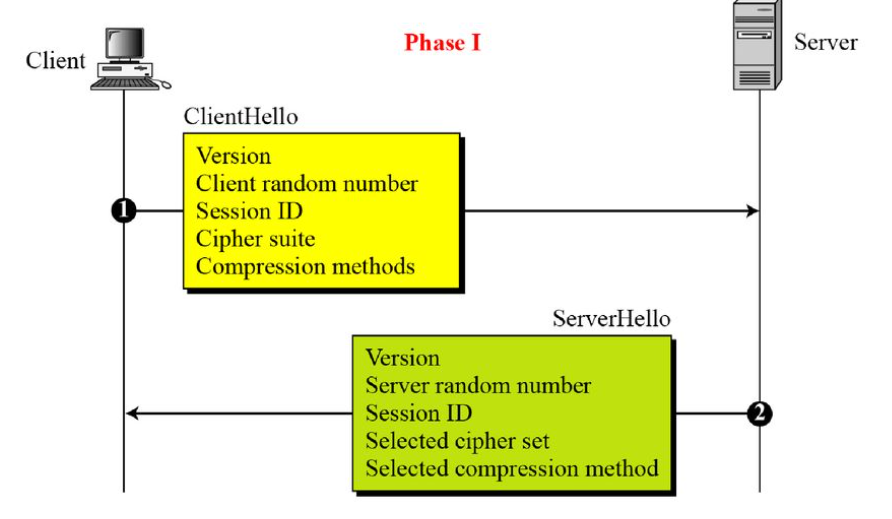 Phase I
Client
Server
ClientHello
Version
Client random number
Session ID
Cipher suite
Compression methods
1
ServerHello
Version
Server random number
Session ID
Selected cipher set
Selected compression method
2